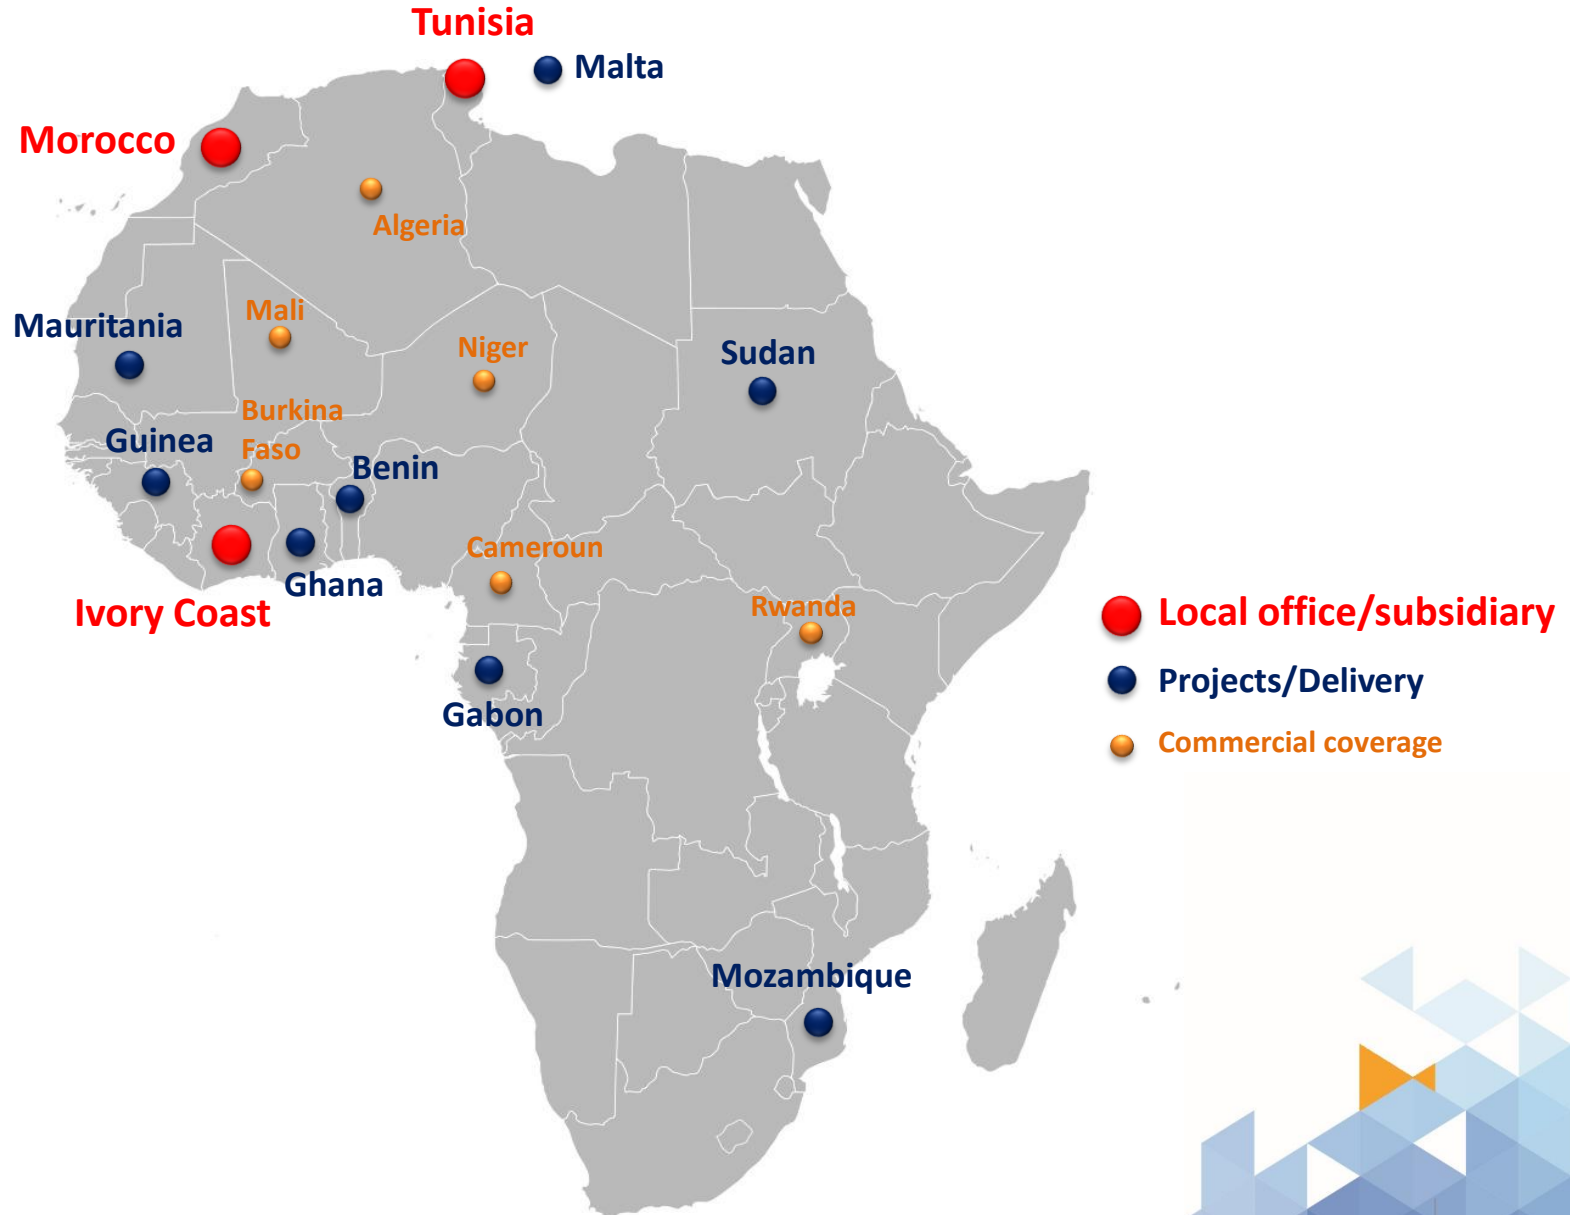 Tunisia
Malta
Morocco
Algeria
Mali
Mauritania
Niger
Sudan
Burkina
Faso
Guinea
Benin
Cameroun
Ghana
Ivory Coast
Rwanda
Gabon
Mozambique
Local office/subsidiary
Projects/Delivery
Commercial coverage